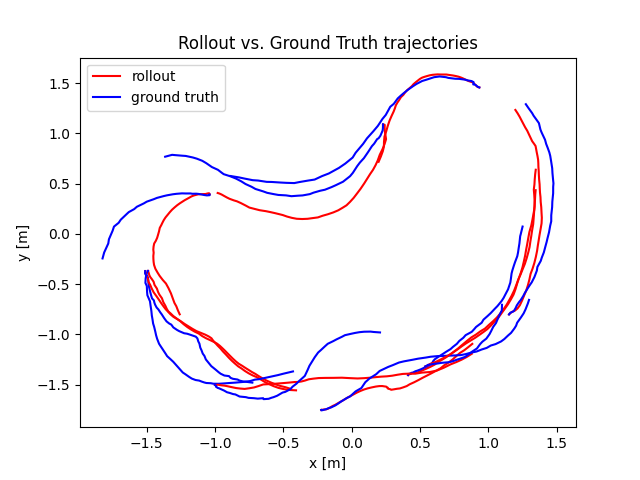 Rollout vs. Ground Truth trajectories
rollout
ground truth
1.5
1.0
0.5
0.0
−0.5
−1.0
−1.5
y [m]
−1.5 −1.0 −0.5 0.0 0.5 1.0 1.5
x [m]